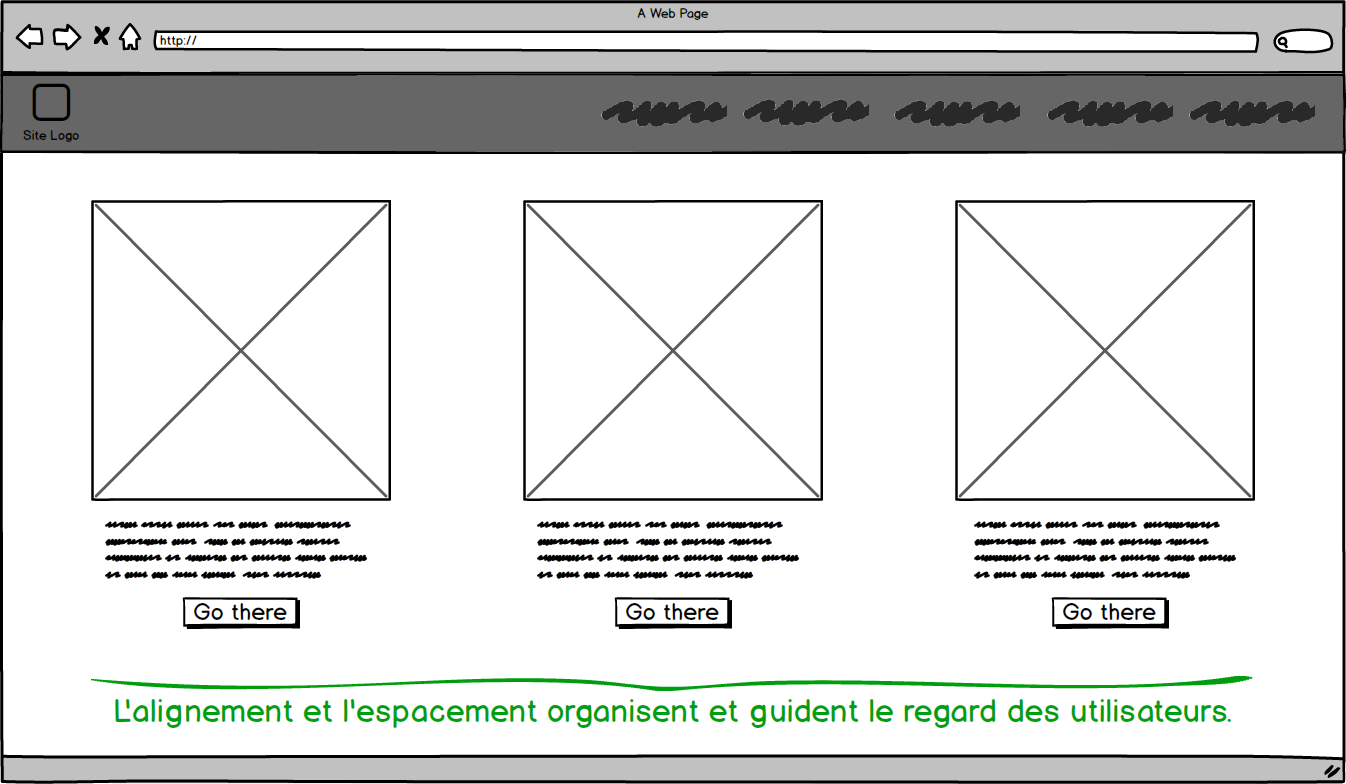 A Web Page
http://
Site Logo
Go there
Go there
Go there
L'alignement et l'espacement organisent et guident le regard des utilisateurs.